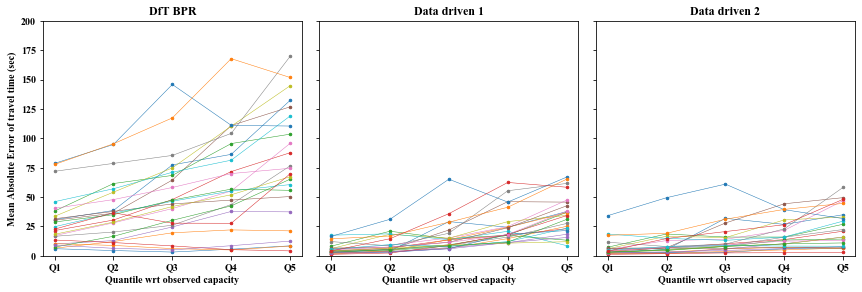 DfT BPR
Data driven 1
Data driven 2
Mean Absolute Error of travel time (sec)
200
175
150
125
100
75
50
25
0
Q1 Q2 Q3 Q4 Q5
Q1 Q2 Q3 Q4 Q5
Q1 Q2 Q3 Q4 Q5
Quantile wrt observed capacity
Quantile wrt observed capacity
Quantile wrt observed capacity